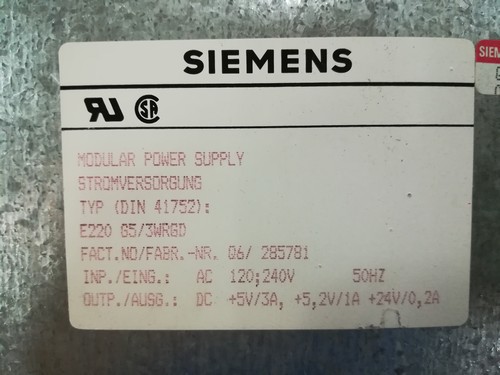 SIEMENS
MODULAR POWER SUPPLY
STROMVERSORGUNG
TYP (DIN 41752):
E220 G5/3WRGD
FACT.NO/FABR.-NR. Q6/ 285781
INP./EING.: AC 120;240V 50HZ
OUTP./AUSG.: DC +5V/3A, +5,2V/1A +24V/0,2A